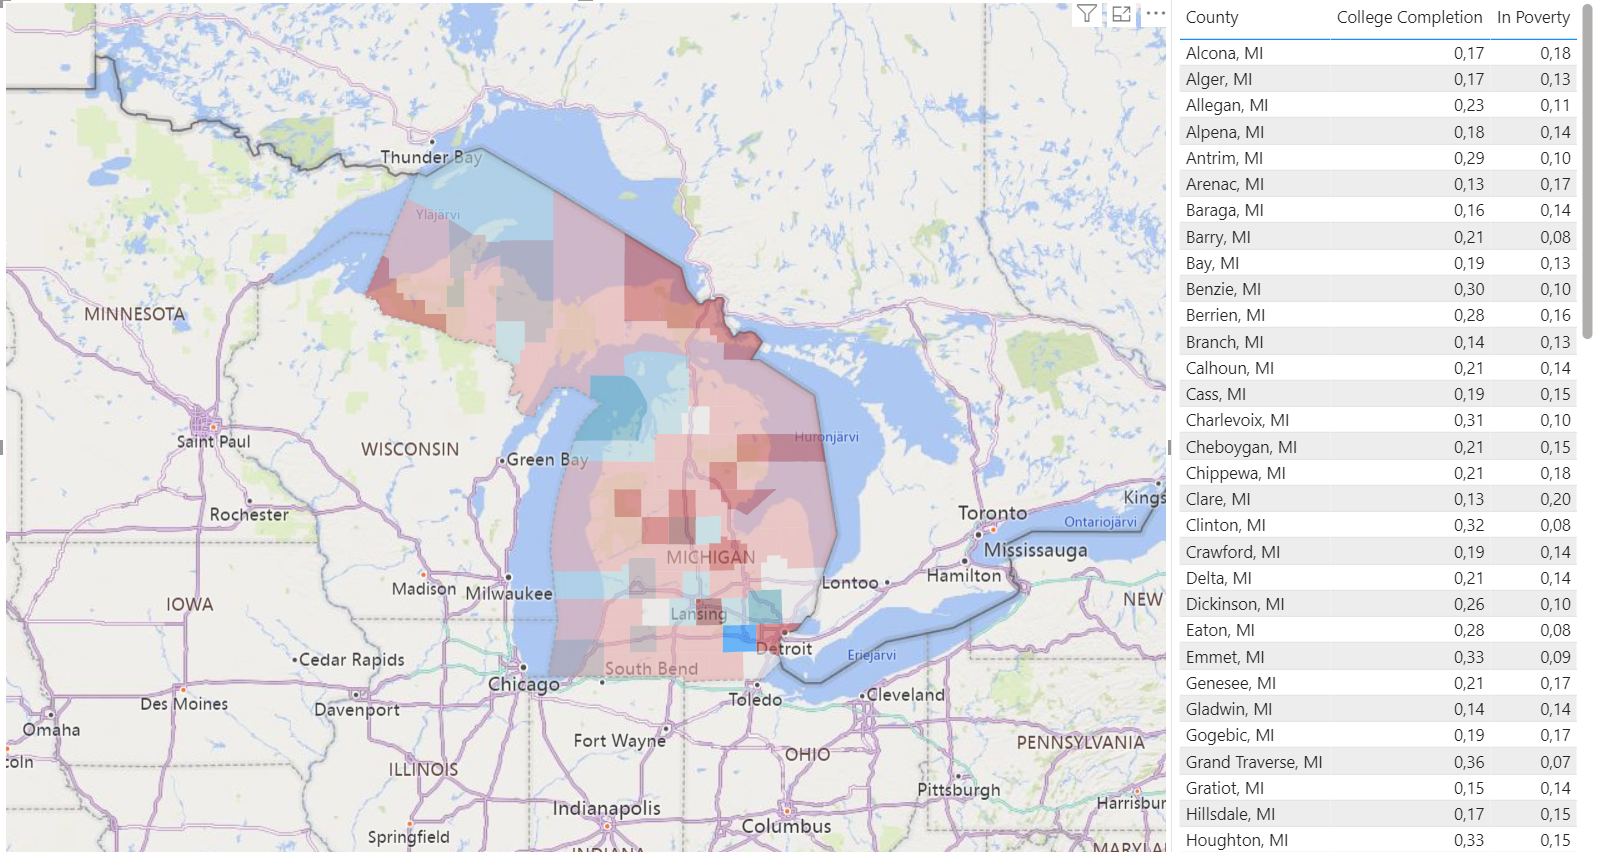 Thunder Bay
Yläjärvi
MINNESOTA
Saint Paul
WISCONSIN
Green Bay
Huronjärvi
Rochester
Kings
Toronto
Ontariojärvi
Mississauga
MICHIGAN
Madison
Milwaukee
Lontoo
Hamilton
IOWA
Lansing
NEW
Detroit
Eriejärvi
Cedar Rapids
South Bend
Chicago
Des Moines
Davenport
Toledo
Cleveland
Omaha
Fort Wayne
PENNSYLVANIA
OHIO
coln
ILLINOIS
Pittsburgh
Harrisbur
Indianapolis
Springfield
Columbus
INDIANA
MARYLA
County College Completion In Poverty
Alcona, MI 0,17 0,18
Alger, MI 0,17 0,13
Allegan, MI 0,23 0,11
Alpena, MI 0,18 0,14
Antrim, MI 0,29 0,10
Arenac, MI 0,13 0,17
Baraga, MI 0,16 0,14
Barry, MI 0,21 0,08
Bay, MI 0,19 0,13
Benzie, MI 0,30 0,10
Berrien, MI 0,28 0,16
Branch, MI 0,14 0,13
Calhoun, MI 0,21 0,14
Cass, MI 0,19 0,15
Charlevoix, MI 0,31 0,10
Cheboygan, MI 0,21 0,15
Chippewa, MI 0,21 0,18
Clare, MI 0,13 0,20
Clinton, MI 0,32 0,08
Crawford, MI 0,19 0,14
Delta, MI 0,21 0,14
Dickinson, MI 0,26 0,10
Eaton, MI 0,28 0,08
Emmet, MI 0,33 0,09
Genesee, MI 0,21 0,17
Gladwin, MI 0,14 0,14
Gogebic, MI 0,19 0,17
Grand Traverse, MI 0,36 0,07
Gratiot, MI 0,15 0,14
Hillsdale, MI 0,17 0,15
Houghton, MI 0,33 0,15